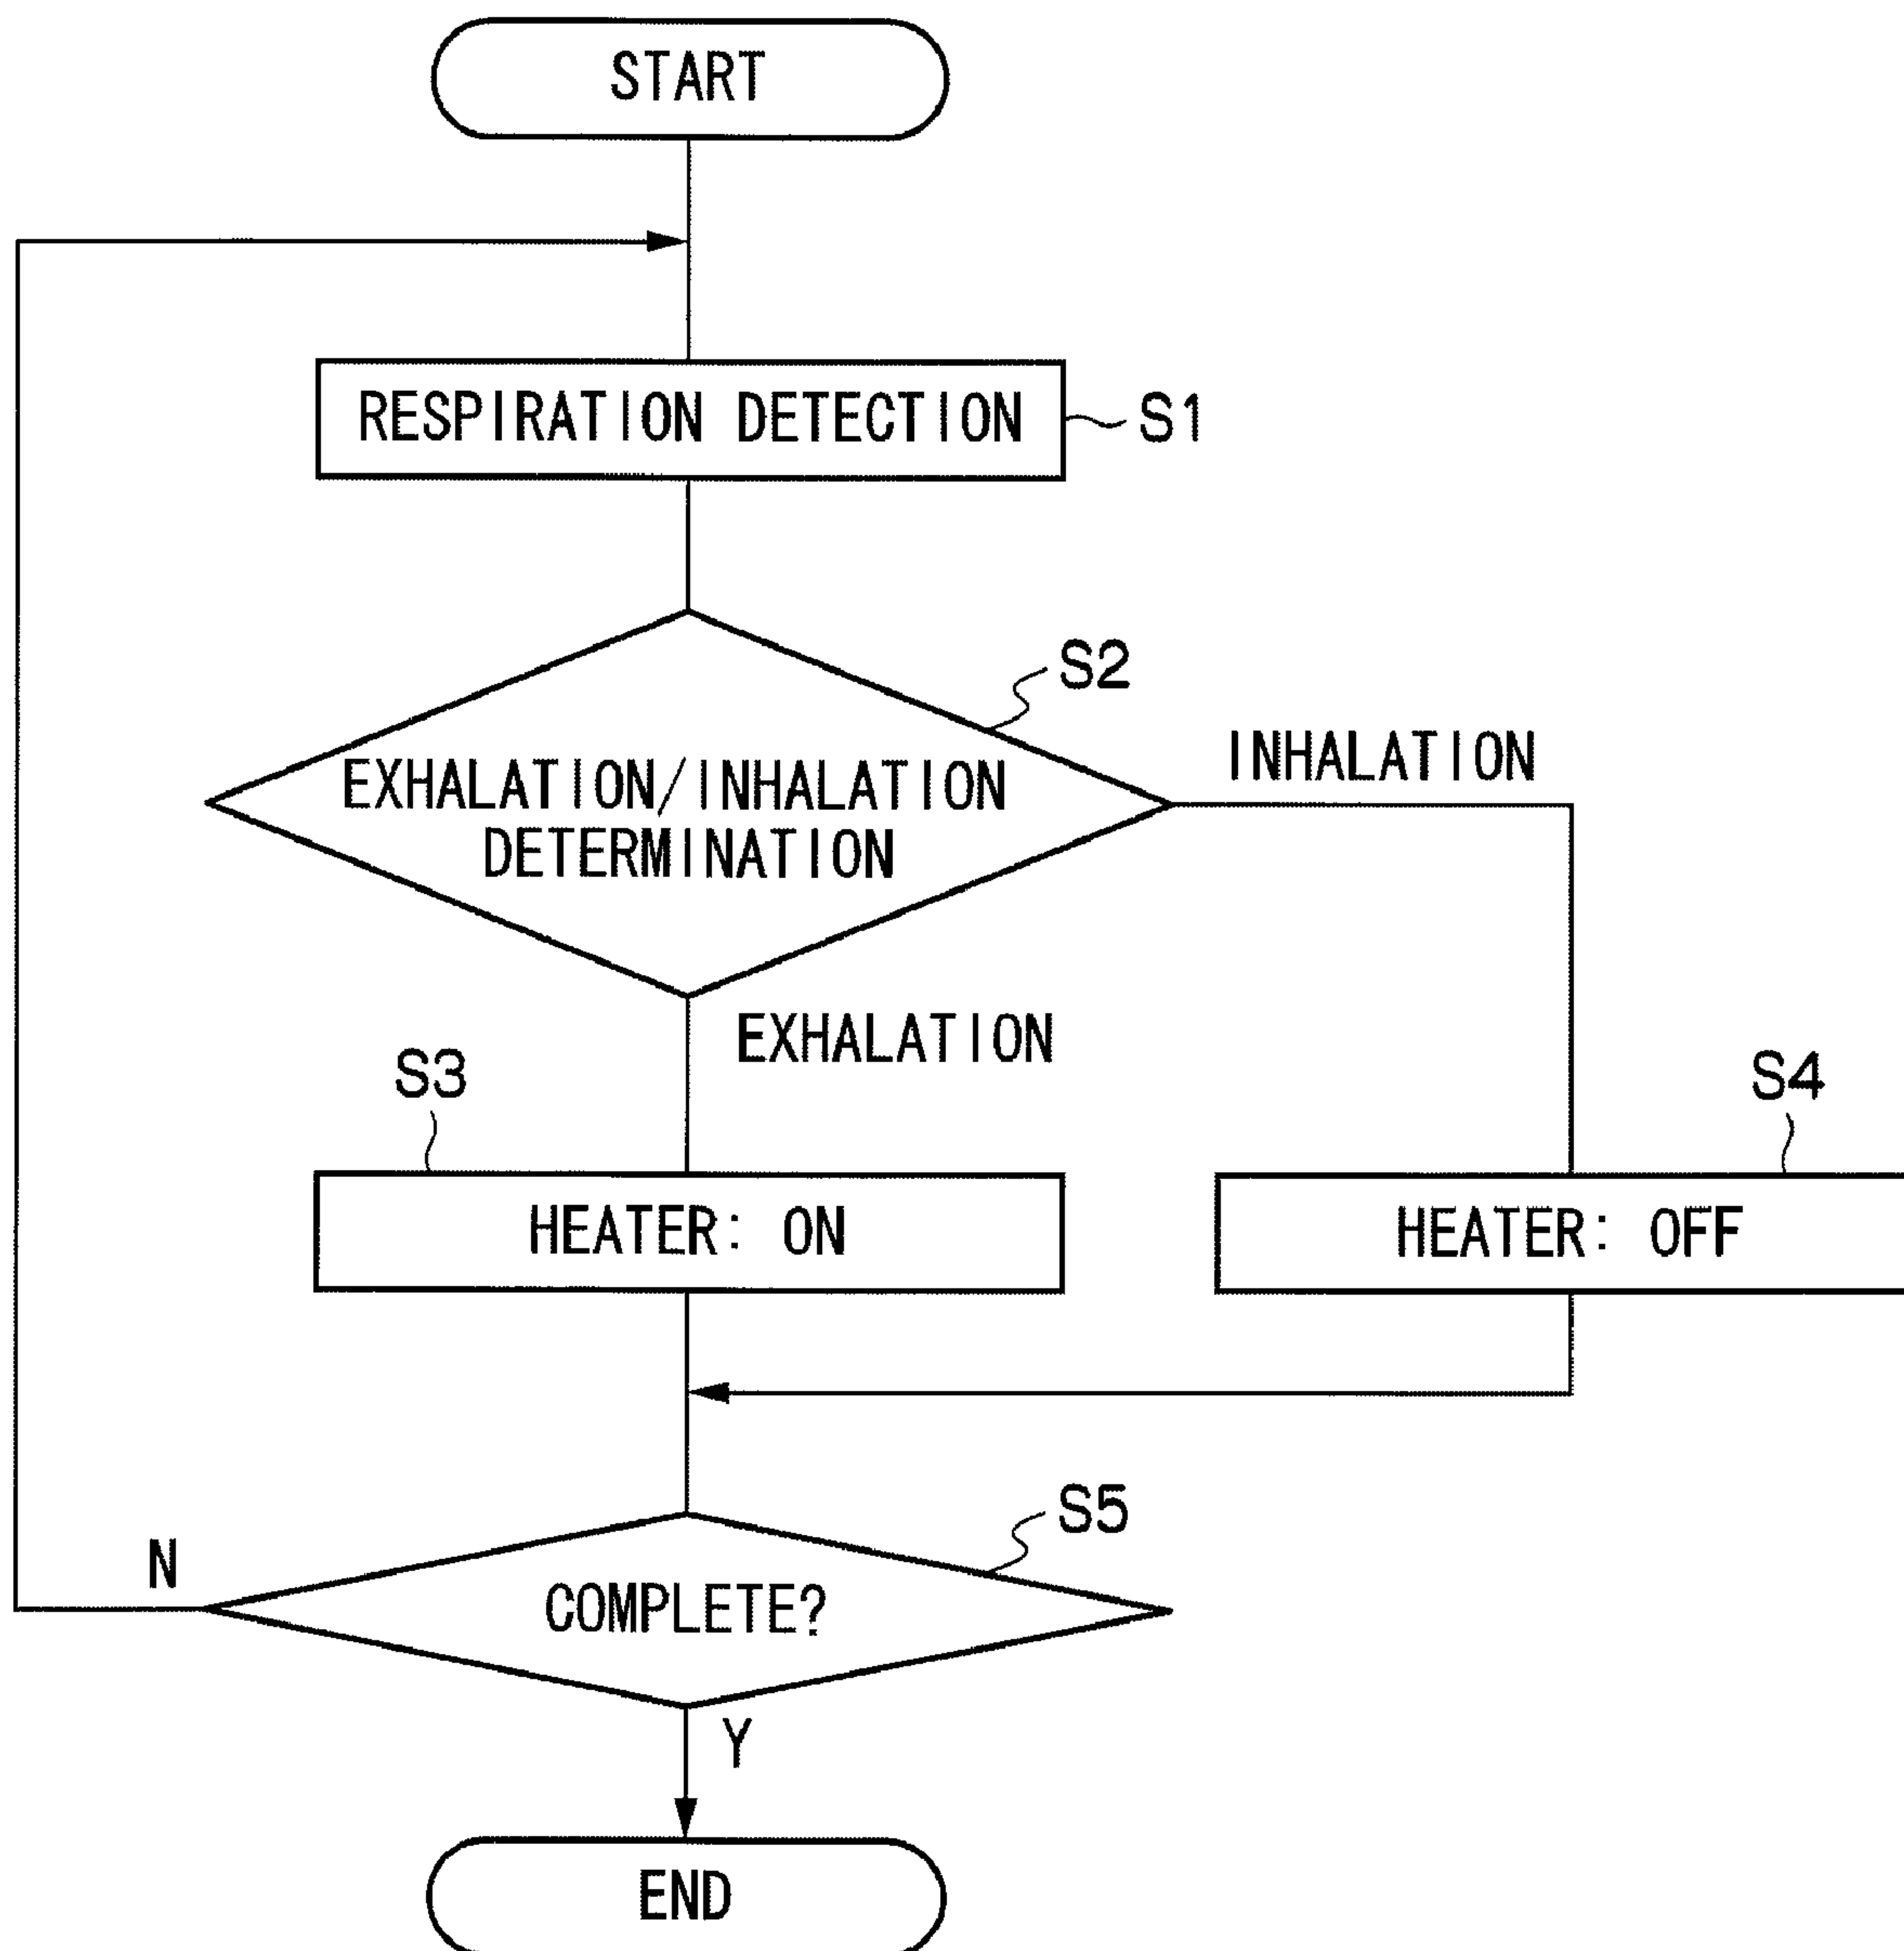 START
RESPIRATION DETECTION
S1
S2
EXHALATION/INHALATION
DETERMINATION
INHALATION
EXHALATION
S3
HEATER: ON
S4
HEATER: OFF
S5
COMPLETE?
N
Y
END